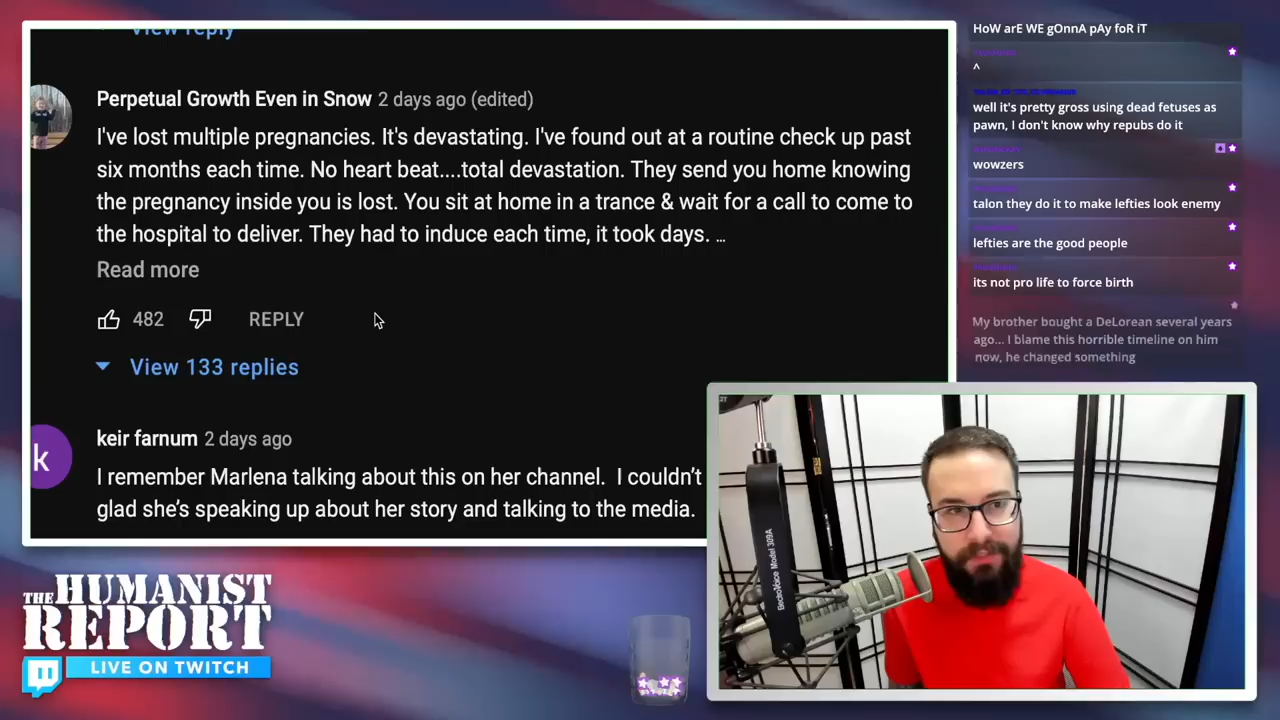 View reply
Perpetual Growth Even in Snow 2 days ago (edited)
I've lost multiple pregnancies. It's devastating. I've found out at a routine check up past
six months each time. No heart beat....total devastation. They send you home knowing
the pregnancy inside you is lost. You sit at home in a trance & wait for a call to come to
the hospital to deliver. They had to induce each time, it took days. ...
Read more
482 REPLY
View 133 replies
k
keir farnum 2 days ago
I remember Marlena talking about this on her channel. I couldn't
glad she's speaking up about her story and talking to the media.
HoW arE WE gOnnA pAy foR iT
^
well it's pretty gross using dead fetuses as
pawn, I don't know why repubs do it
wowzers
talon they do it to make lefties look enemy
lefties are the good people
its not pro life to force birth
My brother bought a DeLorean several years
ago... I blame this horrible timeline on him
now, he changed something
ElectroVoice Model 309A
THE HUMANIST
REPORT
LIVE ON TWITCH